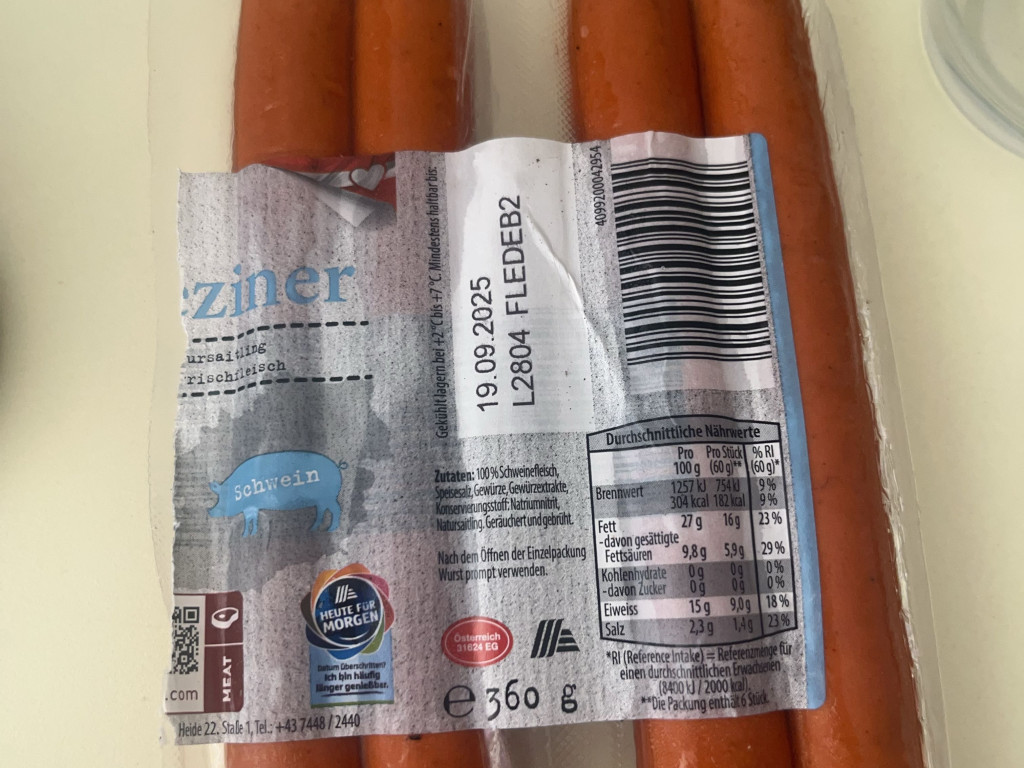 ziner
ursaitling
rischfleisch
Schwein
HEUTE FÜR
MORGEN
Datum überschritten?
Ich bin häufig
länger genießbar.
MEAT
.com
Heide 22. Staße 1, Tel.: +43 7448 / 2440
Gekühlt lagern bei +2°C bis +7°C. Mindestens haltbar bis:
19.09.2025
L2804 FLEDEB2
4099200042954
Zutaten: 100% Schweinefleisch,
Speisesalz, Gewürze, Gewürzextrakte,
Konservierungsstoff: Natriumnitrit,
Natursaitling. Geräuchert und gebrüht.
Nach dem Öffnen der Einzelpackung
Wurst prompt verwenden.
Österreich
31624 EG
e 360 g
Durchschnittliche Nährwerte
Pro Pro Stück % RI
100 g (60 g)** (60 g)*
Brennwert 1257 kJ 754 kJ 9 %
304 kcal 182 kcal 9 %
Fett 27 g 16 g 23 %
-davon gesättigte
Fettsäuren 9,8 g 5,9 g 29 %
Kohlenhydrate 0 g 0 g 0 %
-davon Zucker 0 g 0 g 0 %
Eiweiss 15 g 9,0 g 18 %
Salz 2,3 g 1,4 g 23 %
*RI (Reference Intake) = Referenzmenge für
einen durchschnittlichen Erwachsenen
(8400 kJ / 2000 kcal).
**Die Packung enthält 6 Stück.